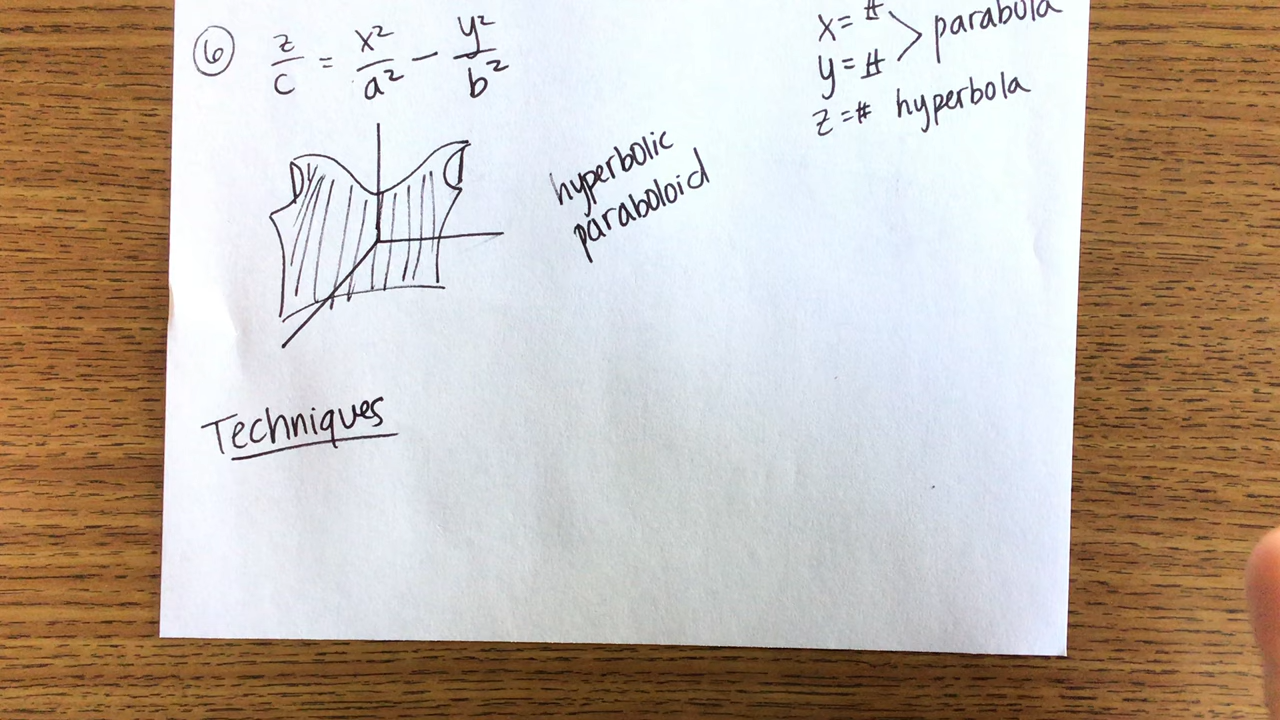 ⑥ z/c = x²/a² − y²/b²
x = #
y = # > parabola
z = # hyperbola
hyperbolic
paraboloid
Techniques